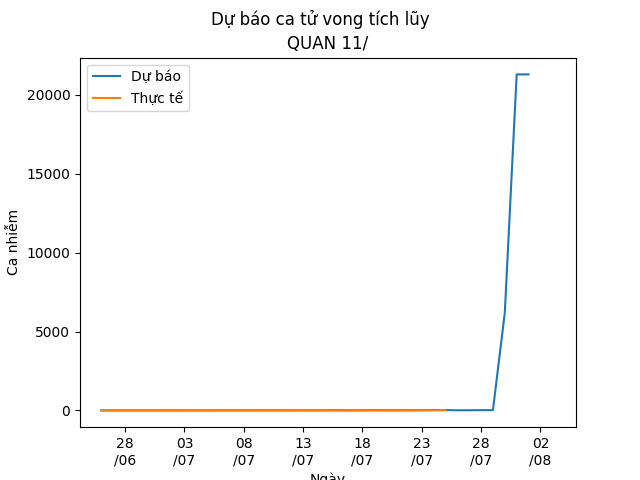 Dự báo ca tử vong tích lũy
QUAN 11/
Dự báo
Thực tế
Ca nhiễm
20000
15000
10000
5000
0
28 03 08 13 18 23 28 02
/06 /07 /07 /07 /07 /07 /07 /08
Ngày